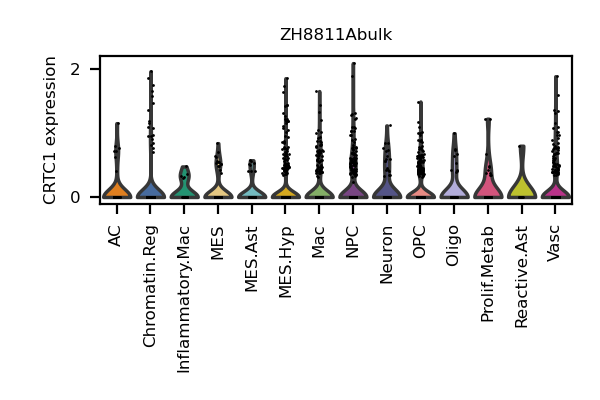 ZH8811Abulk
CRTC1 expression
2
0
AC
Chromatin.Reg
Inflammatory.Mac
MES
MES.Ast
MES.Hyp
Mac
NPC
Neuron
OPC
Oligo
Prolif.Metab
Reactive.Ast
Vasc